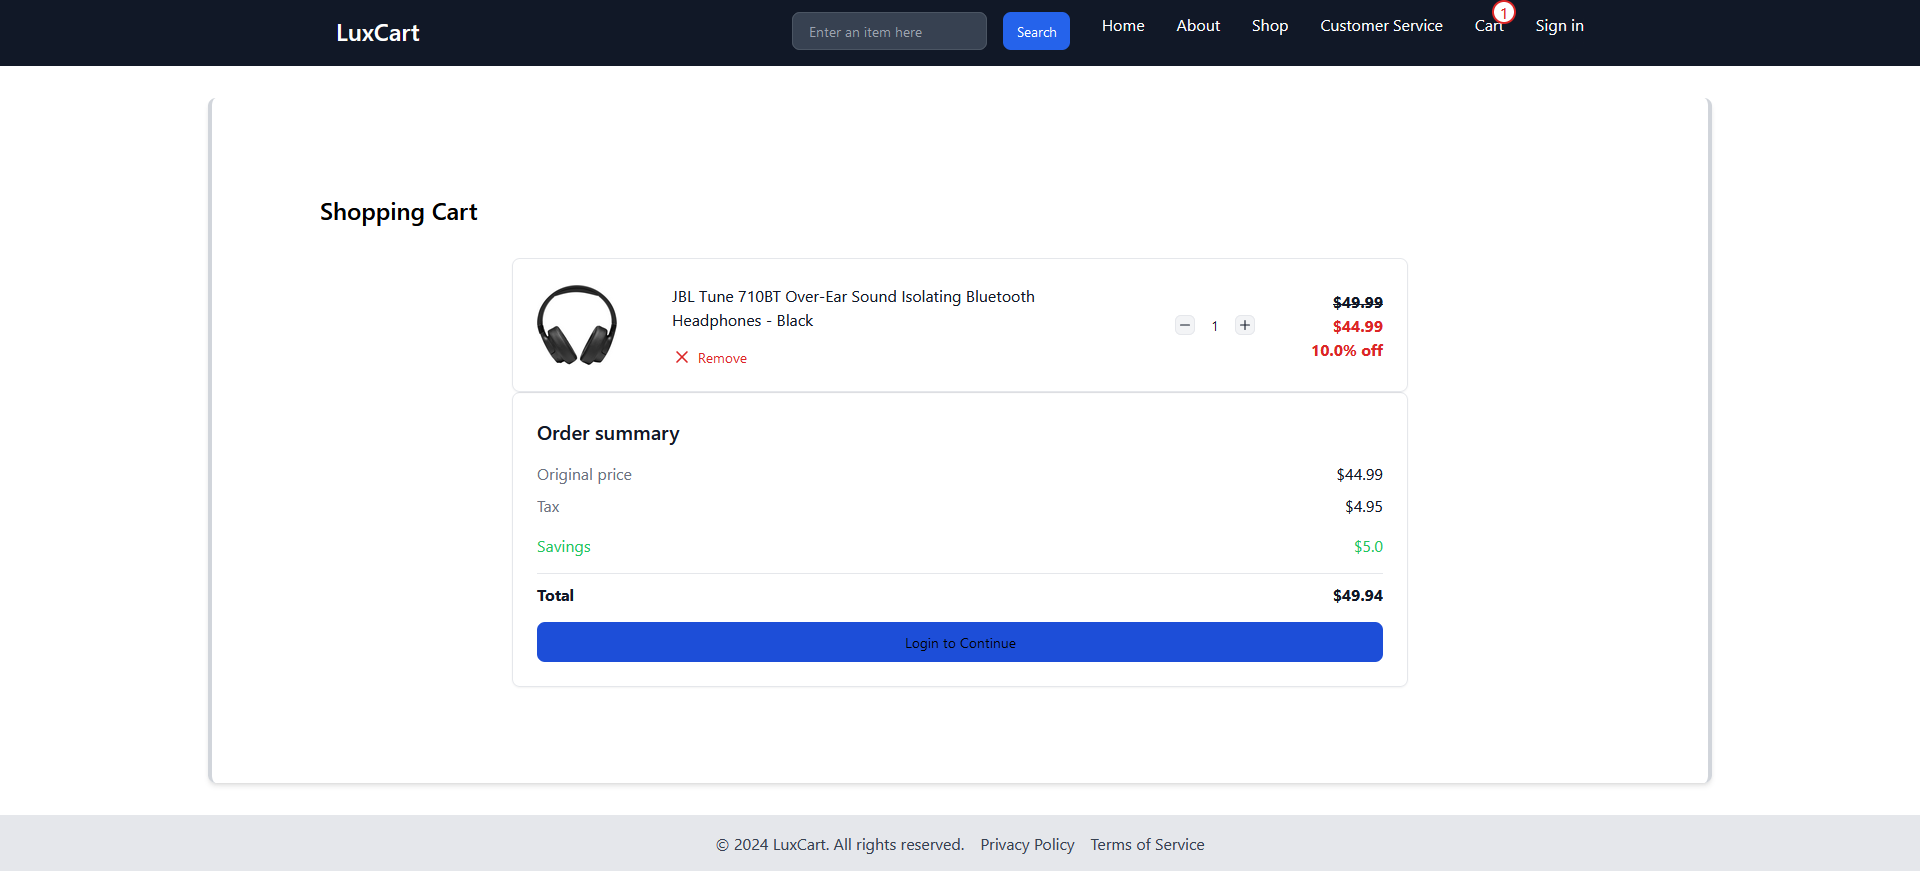 LuxCart
Enter an item here
Search
Home
About
Shop
Customer Service
Cart
1
Sign in
Shopping Cart
JBL Tune 710BT Over-Ear Sound Isolating Bluetooth
Headphones - Black
Remove
1
$49.99
$44.99
10.0% off
Order summary
Original price $44.99
Tax $4.95
Savings $5.0
Total $49.94
Login to Continue
© 2024 LuxCart. All rights reserved. Privacy Policy Terms of Service